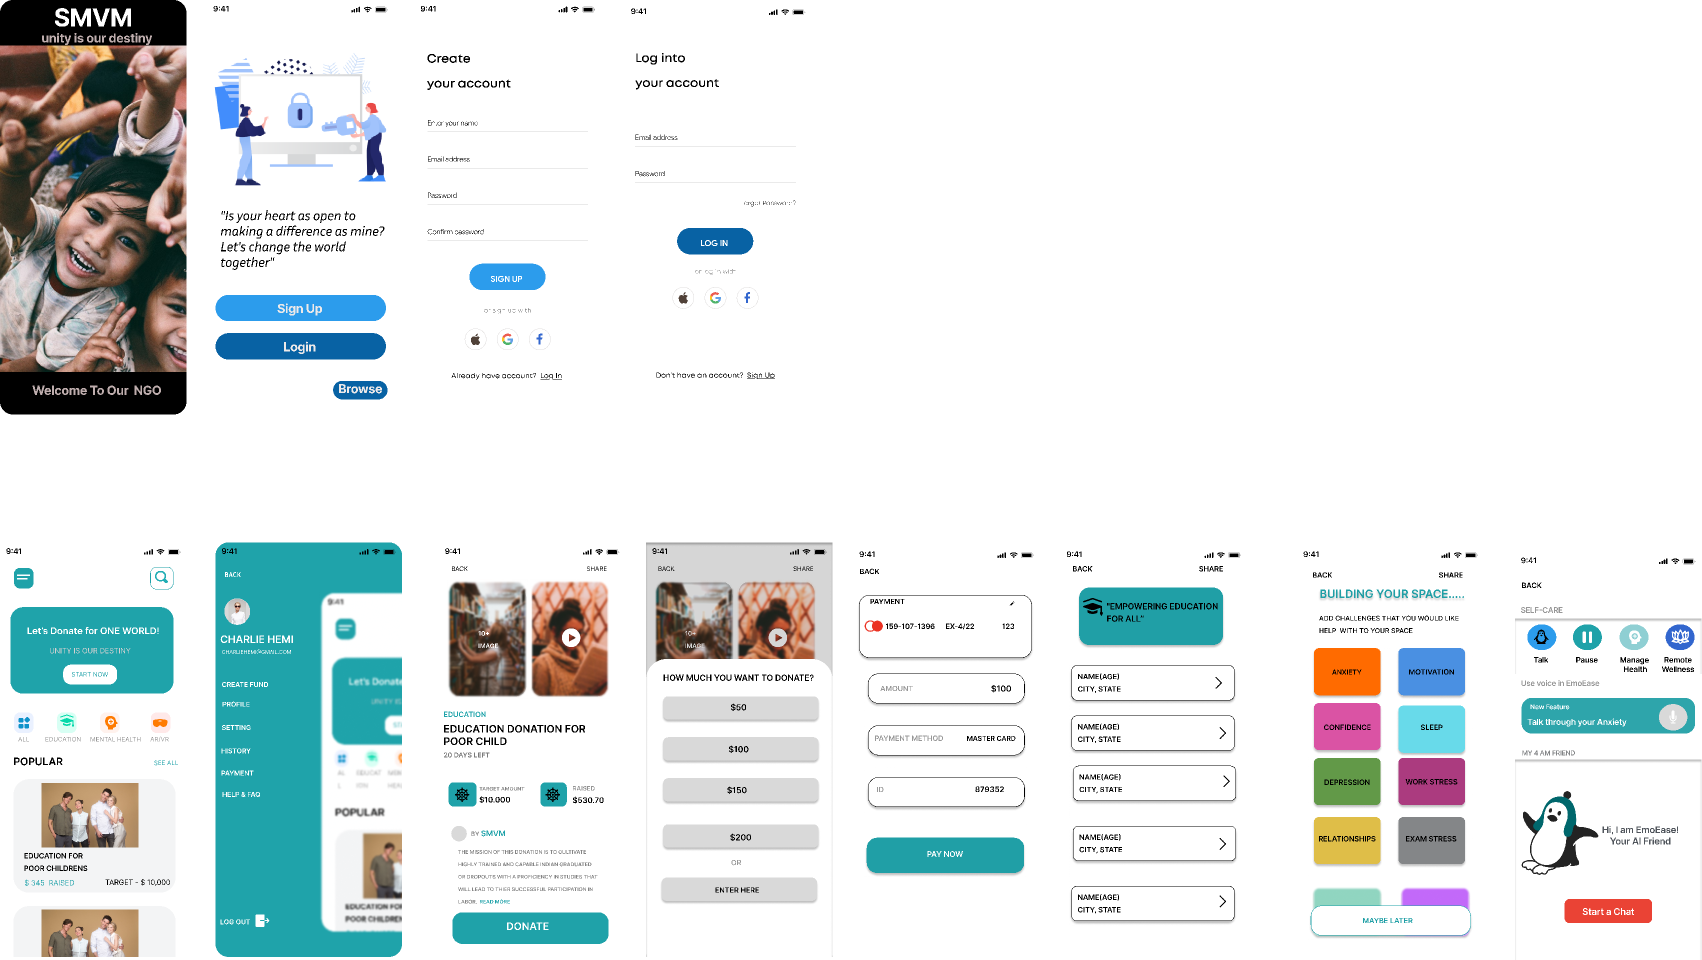 SMVM
unity is our destiny
Welcome To Our NGO
9:41
"Is your heart as open to
making a difference as mine?
Let's change the world
together"
Sign Up
Login
Browse
9:41
Create
your account
Enter your name
Email address
Password
Confirm password
SIGN UP
or sign up with
Already have account? Log In
9:41
Log into
your account
Email address
Password
Forgot Password?
LOG IN
or log in with
Don't have an account? Sign Up
9:41
Let's Donate for ONE WORLD!
UNITY IS OUR DESTINY
START NOW
ALL
EDUCATION
MENTAL HEALTH
AR/VR
POPULAR
SEE ALL
EDUCATION FOR
POOR CHILDRENS
$ 345 RAISED
TARGET - $ 10,000
9:41
BACK
CHARLIE HEMI
CHARLIEHEMI@GMAIL.COM
CREATE FUND
PROFILE
SETTING
HISTORY
PAYMENT
HELP & FAQ
LOG OUT
9:41
Let's Donat
POPULAR
EDUCATION FOR
POOR CHILDREN
9:41
BACK
SHARE
10+
IMAGE
EDUCATION
EDUCATION DONATION FOR
POOR CHILD
20 DAYS LEFT
TARGET AMOUNT
$10.000
RAISED
$530.70
BY SMVM
THE MISSION OF THIS DONATION IS TO CULTIVATE
HIGHLY TRAINED AND CAPABLE INDIAN GRADUATED
OR DROPOUTS WITH A PROFICIENCY IN STUDIES THAT
WILL LEAD TO THIER SUCCESSFUL PARTICIPATION IN
LABOR. READ MORE
DONATE
9:41
BACK
SHARE
10+
IMAGE
HOW MUCH YOU WANT TO DONATE?
$50
$100
$150
$200
OR
ENTER HERE
9:41
BACK
PAYMENT
159-107-1396
EX-4/22
123
AMOUNT
$100
PAYMENT METHOD
MASTER CARD
ID
879352
PAY NOW
9:41
BACK
SHARE
"EMPOWERING EDUCATION
FOR ALL"
NAME(AGE)
CITY, STATE
NAME(AGE)
CITY, STATE
NAME(AGE)
CITY, STATE
NAME(AGE)
CITY, STATE
NAME(AGE)
CITY, STATE
9:41
BACK
SHARE
BUILDING YOUR SPACE.....
ADD CHALLENGES THAT YOU WOULD LIKE
HELP WITH TO YOUR SPACE
ANXIETY
MOTIVATION
CONFIDENCE
SLEEP
DEPRESSION
WORK STRESS
RELATIONSHIPS
EXAM STRESS
MAYBE LATER
9:41
BACK
SELF-CARE
Talk
Pause
Manage
Health
Remote
Wellness
Use voice in EmoEase
New Feature
Talk through your Anxiety
MY 4 AM FRIEND
Hi, I am EmoEase!
Your AI Friend
Start a Chat